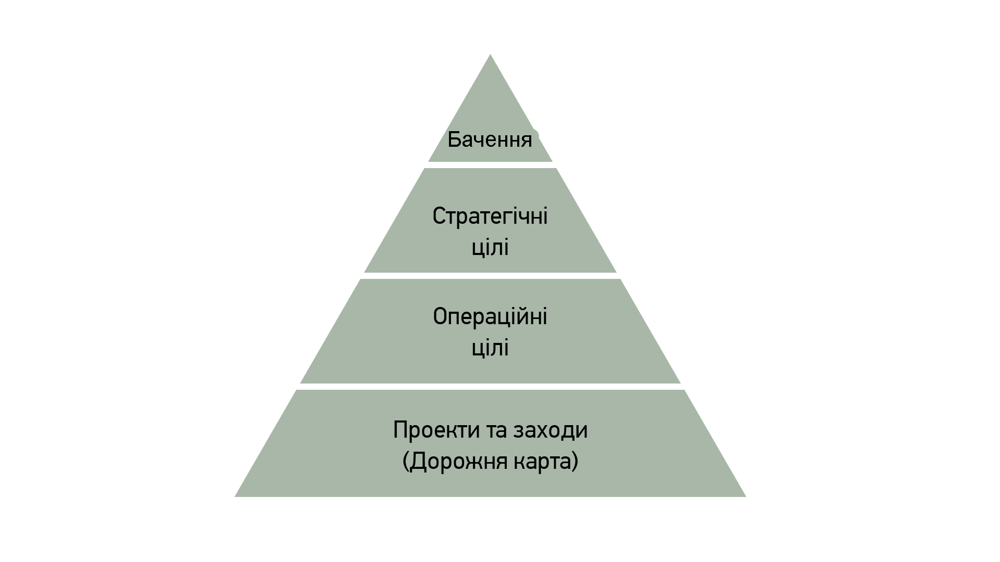 Бачення
Стратегічні
цілі
Операційні
цілі
Проекти та заходи
(Дорожня карта)